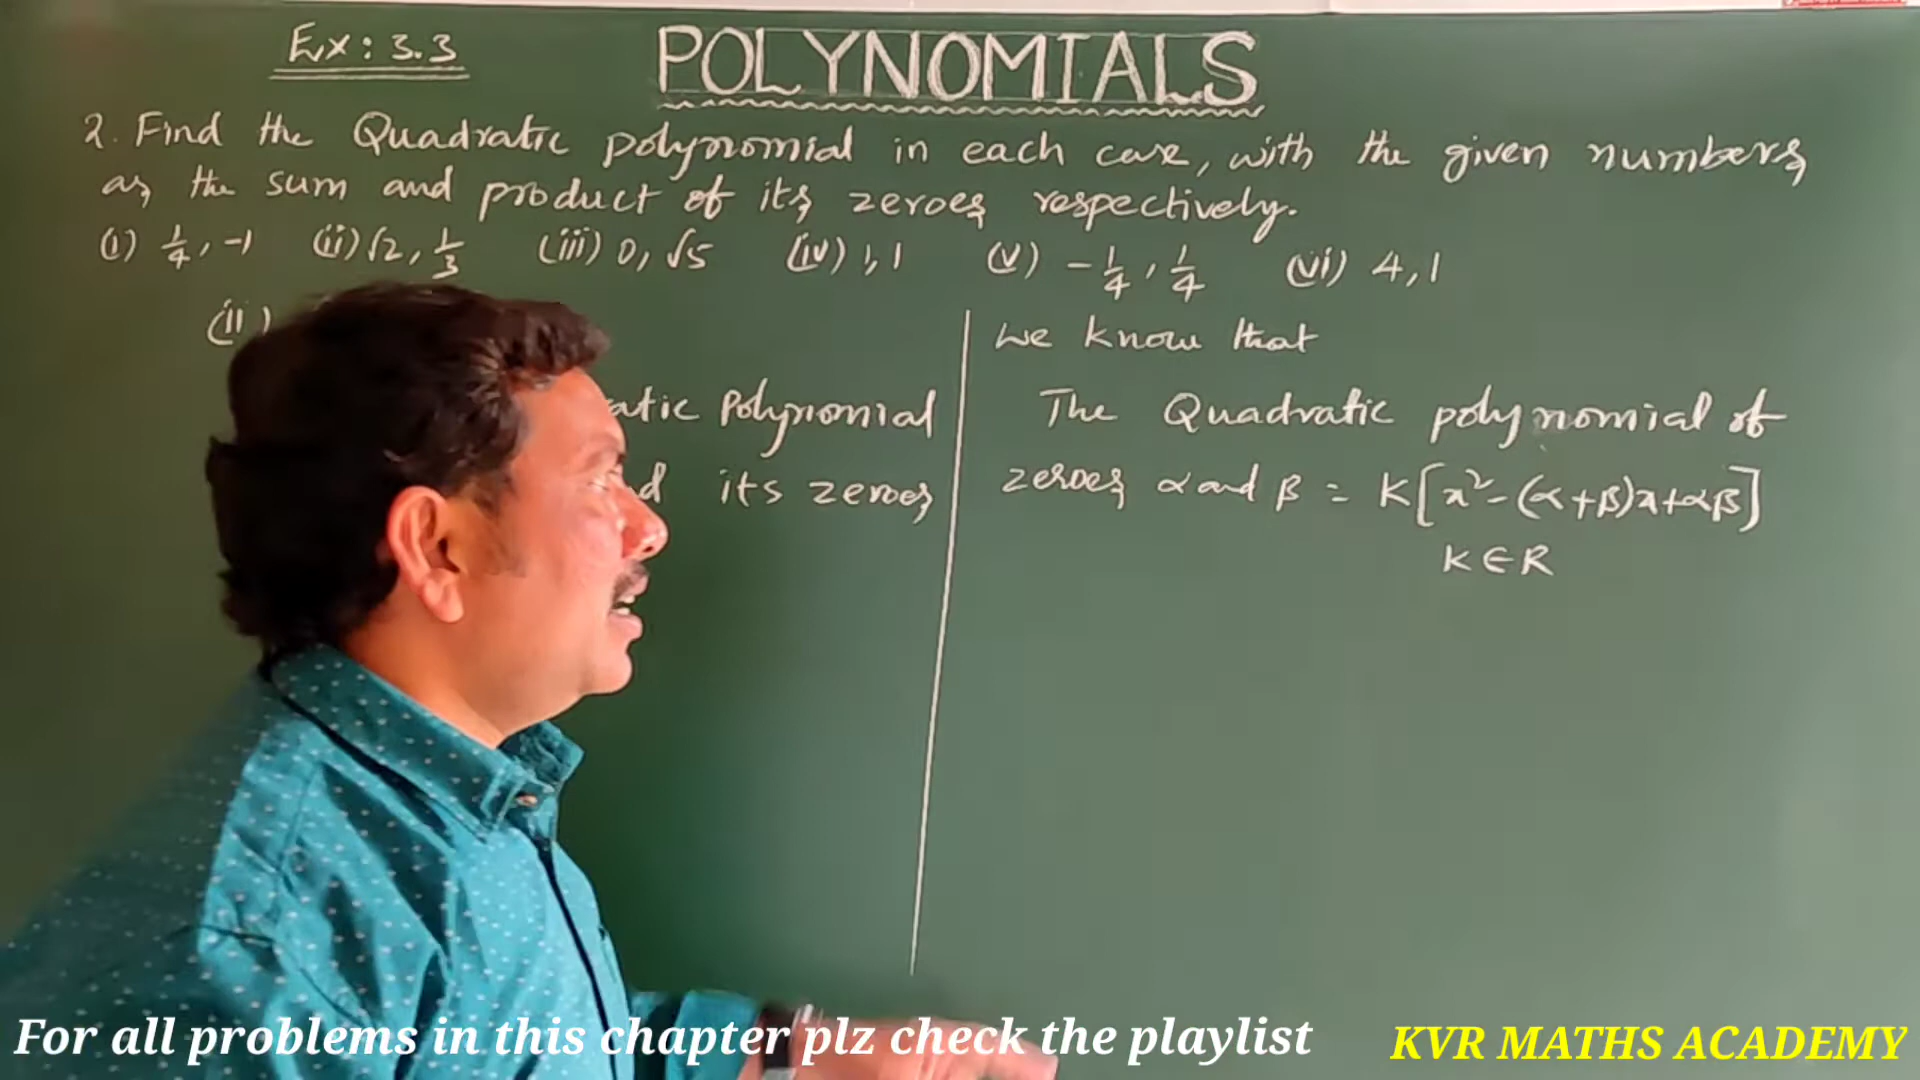 Ex: 3.3
POLYNOMIALS
2. Find the Quadratic polynomial in each case, with the given numbers
as the sum and product of its zeroes respectively.
(i) 1/4, -1 (ii) √2, 1/3 (iii) 0, √5 (iv) 1, 1 (v) -1/4, 1/4 (vi) 4, 1
(ii)
atic Polynomial
d its zeroes
we know that
The Quadratic polynomial of
zeroes α and β = K[x²-(α+β)x+αβ]
K∈R
For all problems in this chapter plz check the playlist
KVR MATHS ACADEMY